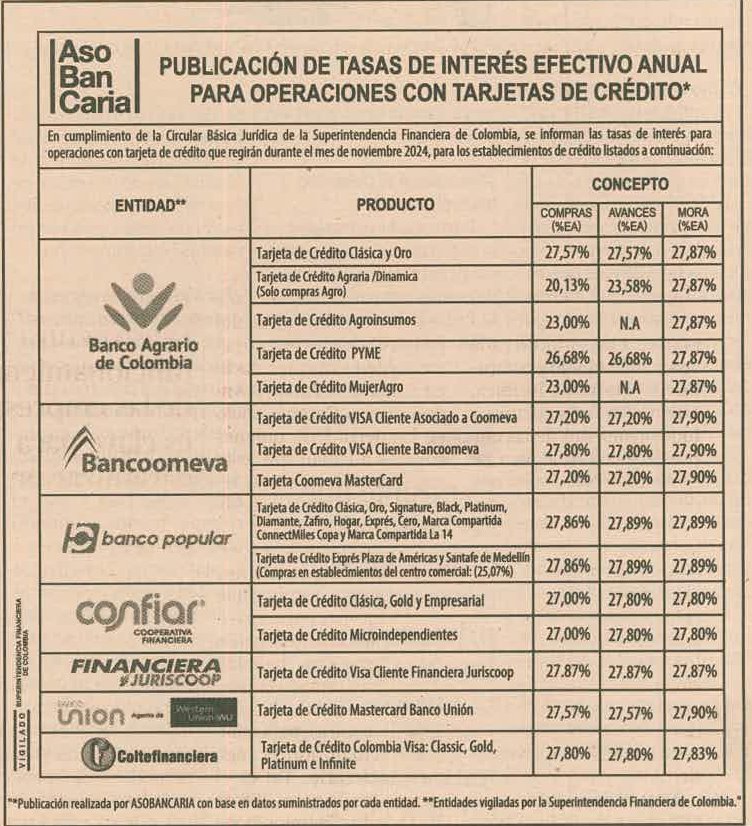 Aso
Ban
Caria
PUBLICACIÓN DE TASAS DE INTERÉS EFECTIVO ANUAL
PARA OPERACIONES CON TARJETAS DE CRÉDITO*
En cumplimiento de la Circular Básica Jurídica de la Superintendencia Financiera de Colombia, se informan las tasas de interés para
operaciones con tarjeta de crédito que regirán durante el mes de noviembre 2024, para los establecimientos de crédito listados a continuación:
ENTIDAD**
PRODUCTO
CONCEPTO
COMPRAS (%EA)
AVANCES (%EA)
MORA (%EA)
Banco Agrario
de Colombia
Tarjeta de Crédito Clásica y Oro 27,57% 27,57% 27,87%
Tarjeta de Crédito Agraria /Dinamica
(Solo compras Agro) 20,13% 23,58% 27,87%
Tarjeta de Crédito Agroinsumos 23,00% N.A 27,87%
Tarjeta de Crédito PYME 26,68% 26,68% 27,87%
Tarjeta de Crédito MujerAgro 23,00% N.A 27,87%
Bancoomeva
Tarjeta de Crédito VISA Cliente Asociado a Coomeva 27,20% 27,20% 27,90%
Tarjeta de Crédito VISA Cliente Bancoomeva 27,80% 27,80% 27,90%
Tarjeta Coomeva MasterCard 27,20% 27,20% 27,90%
banco popular
Tarjeta de Crédito Clásica, Oro, Signature, Black, Platinum,
Diamante, Zafiro, Hogar, Exprés, Cero, Marca Compartida
ConnectMiles Copa y Marca Compartida La 14 27,86% 27,89% 27,89%
Tarjeta de Crédito Exprés Plaza de Américas y Santafe de Medellín
(Compras en establecimientos del centro comercial: (25,07%) 27,86% 27,89% 27,89%
confiar
COOPERATIVA
FINANCIERA
Tarjeta de Crédito Clásica, Gold y Empresarial 27,00% 27,80% 27,80%
Tarjeta de Crédito Microindependientes 27,00% 27,80% 27,80%
FINANCIERA
JURISCOOP
Tarjeta de Crédito Visa Cliente Financiera Juriscoop 27.87% 27.87% 27.87%
BANCO
union Agente de Western Union WU
Tarjeta de Crédito Mastercard Banco Unión 27,57% 27,57% 27,90%
Coltefinanciera
Tarjeta de Crédito Colombia Visa: Classic, Gold,
Platinum e Infinite 27,80% 27,80% 27,83%
VIGILADO SUPERINTENDENCIA FINANCIERA
DE COLOMBIA
"*Publicación realizada por ASOBANCARIA con base en datos suministrados por cada entidad. **Entidades vigiladas por la Superintendencia Financiera de Colombia."